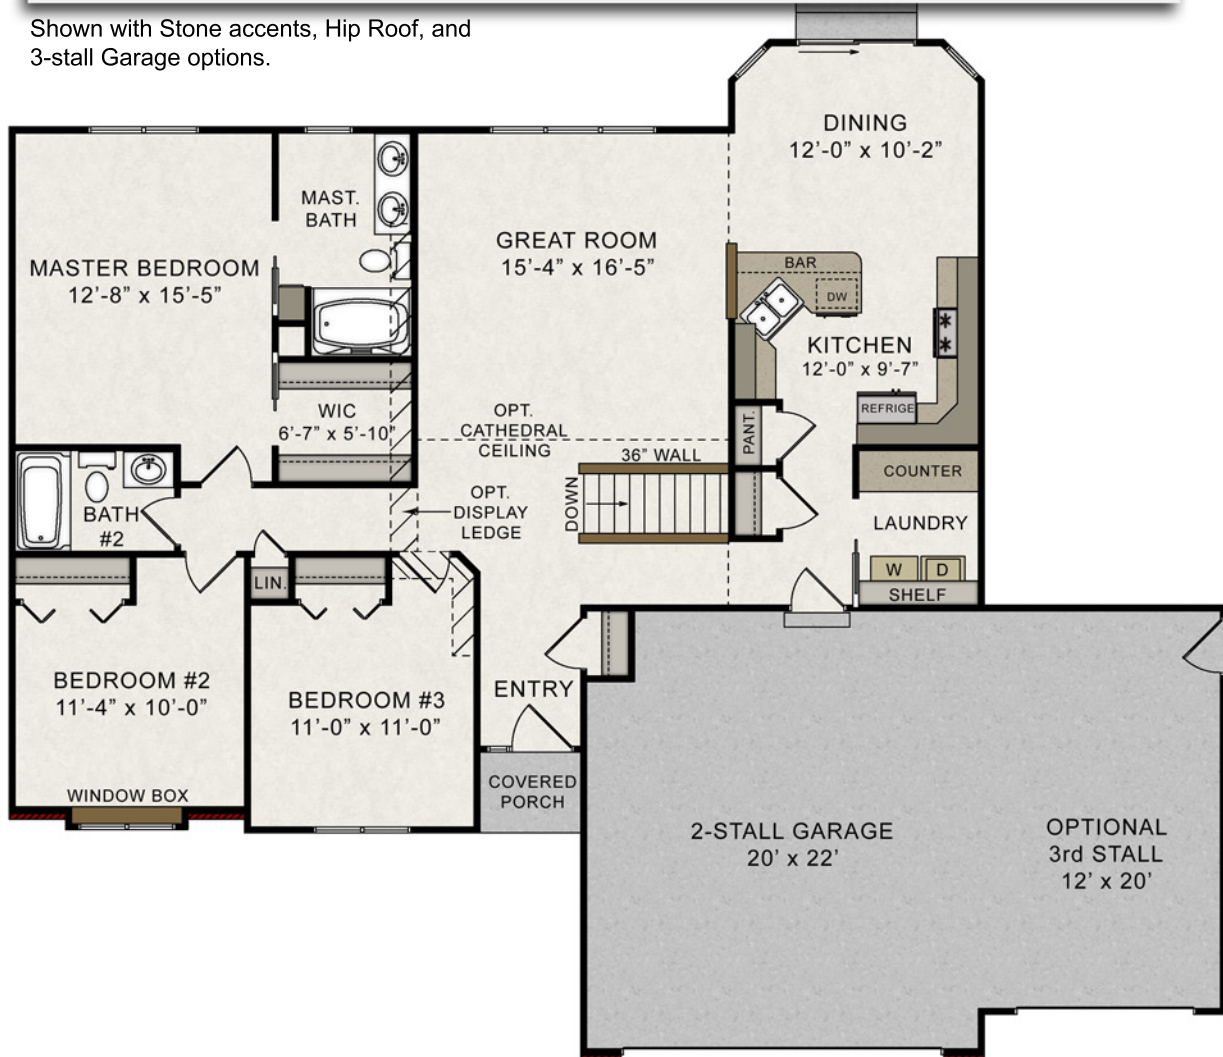 Shown with Stone accents, Hip Roof, and
3-stall Garage options.
DINING
12’-0” x 10’-2”
MAST.
BATH
GREAT ROOM
15’-4” x 16’-5”
MASTER BEDROOM
12’-8” x 15’-5”
BAR
DW
KITCHEN
12’-0” x 9’-7”
REFRIGE
WIC
6’-7” x 5’-10”
OPT.
CATHEDRAL
CEILING
PANT.
36” WALL
COUNTER
DOWN
OPT.
DISPLAY
LEDGE
BATH
#2
LAUNDRY
W
D
SHELF
LIN.
BEDROOM #2
11’-4” x 10’-0”
BEDROOM #3
11’-0” x 11’-0”
ENTRY
WINDOW BOX
COVERED
PORCH
2-STALL GARAGE
20’ x 22’
OPTIONAL
3rd STALL
12’ x 20’